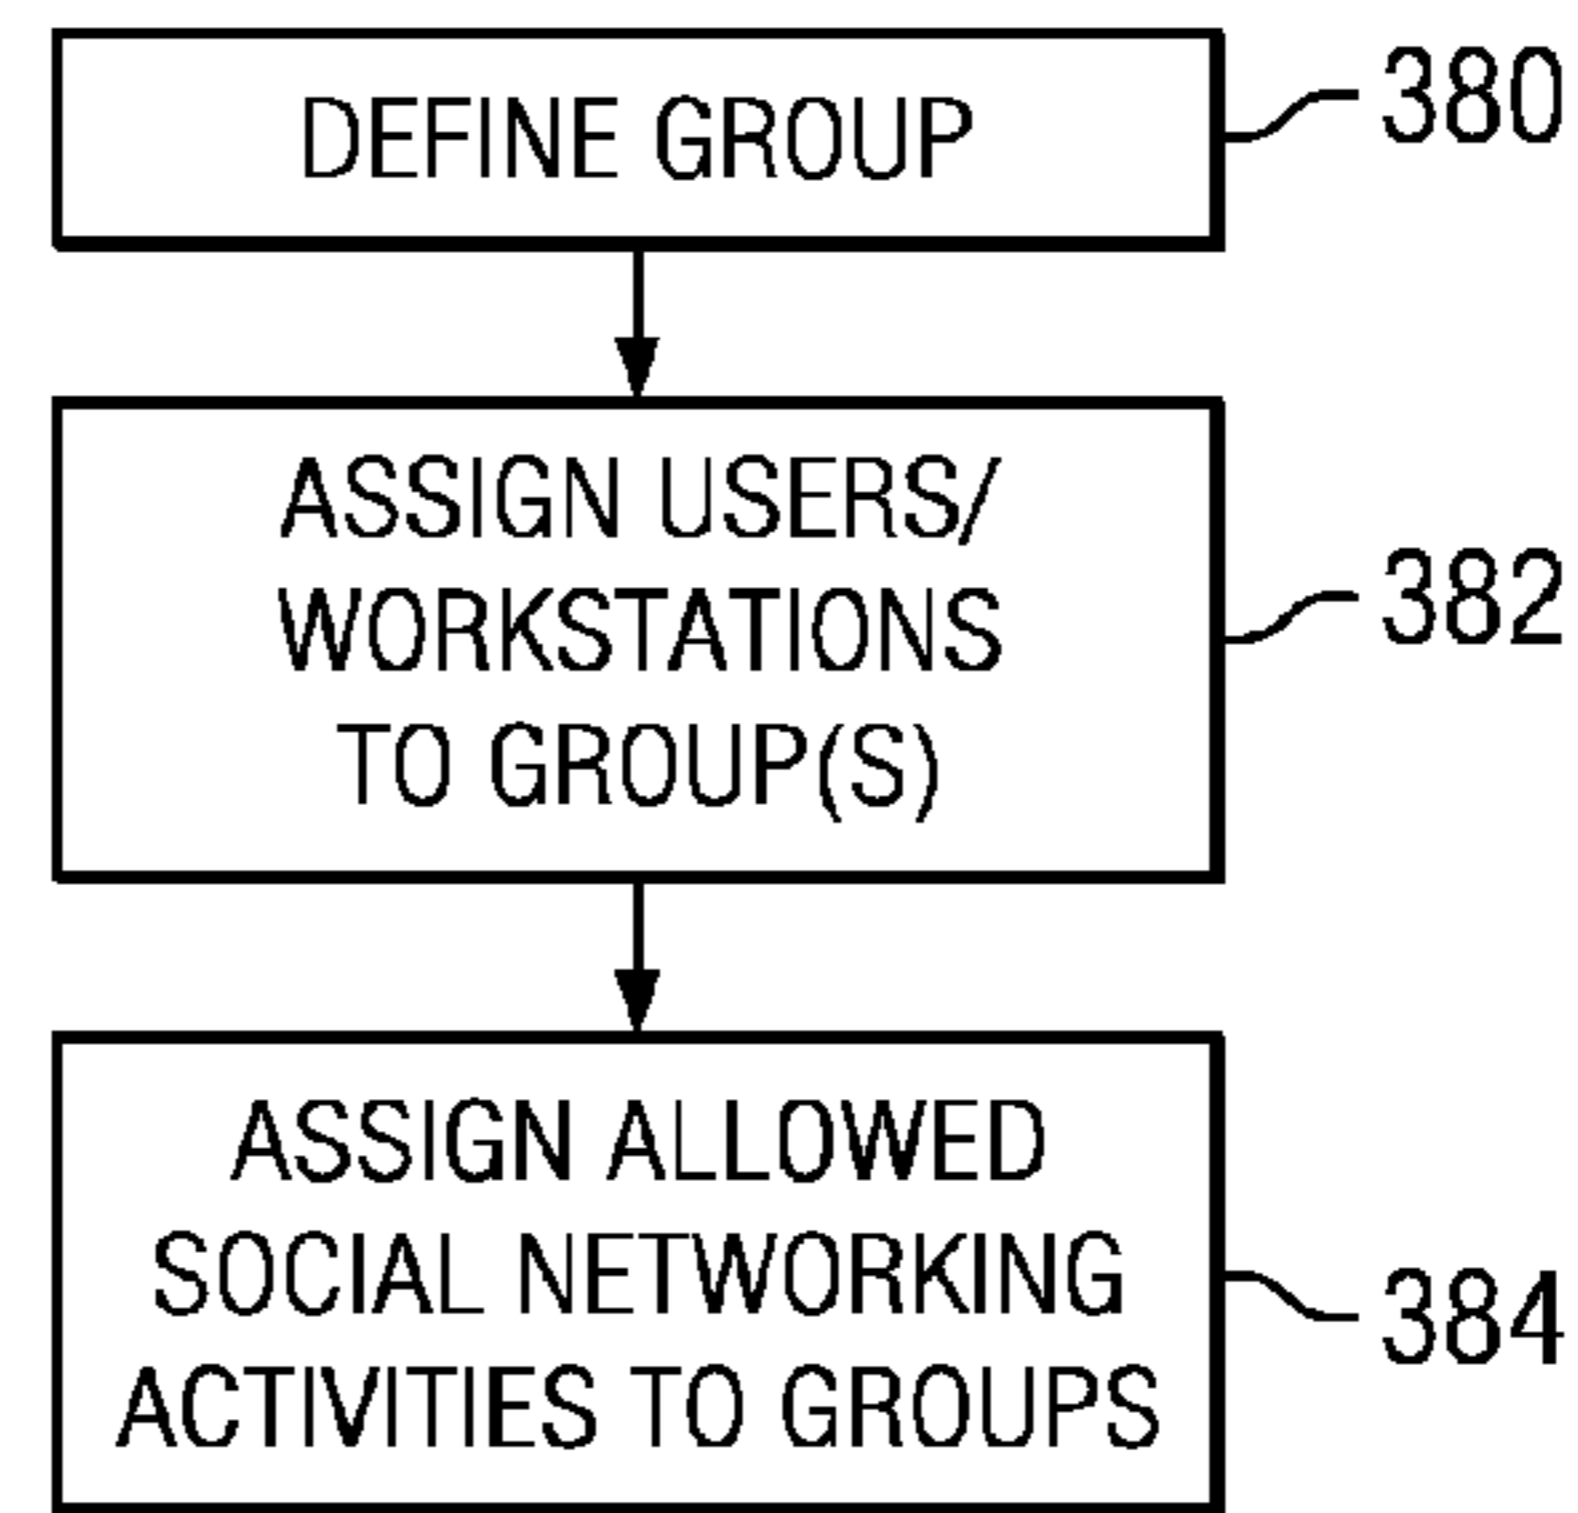 DEFINE GROUP
380
ASSIGN USERS/
WORKSTATIONS
TO GROUP(S)
382
ASSIGN ALLOWED
SOCIAL NETWORKING
ACTIVITIES TO GROUPS
384